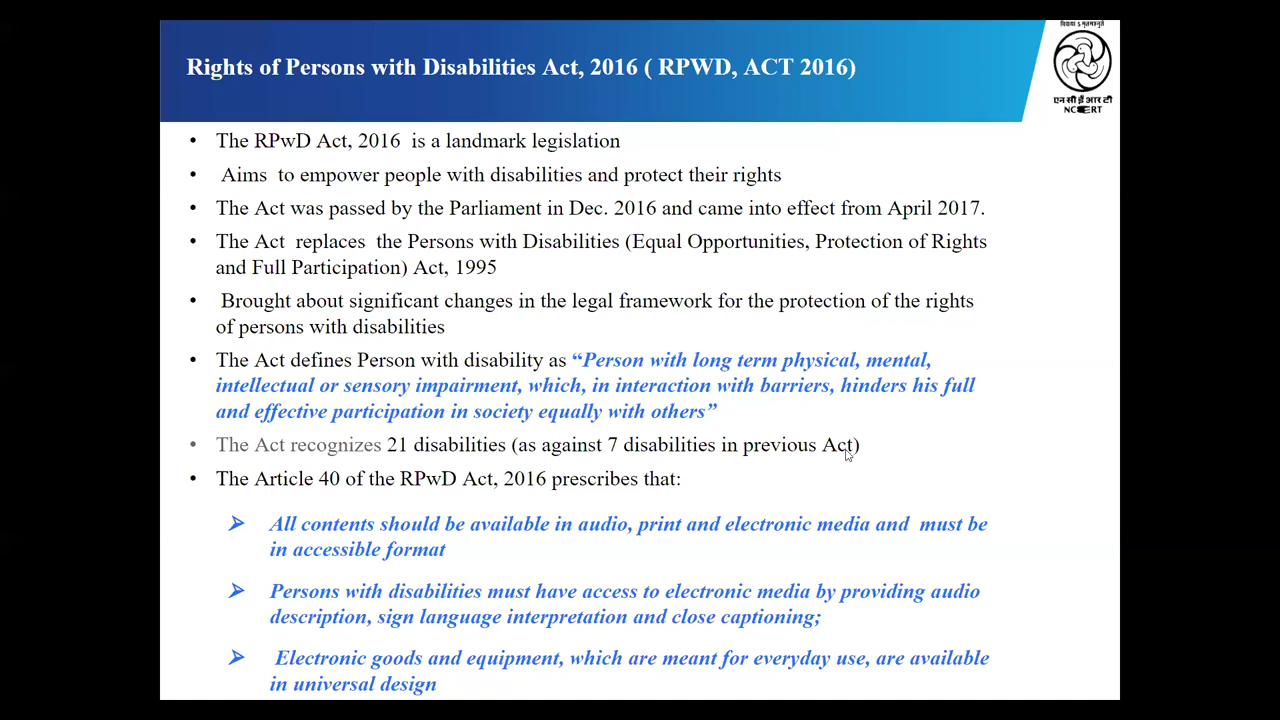 विद्यया ऽ मृतमश्नुते
Rights of Persons with Disabilities Act, 2016 ( RPWD, ACT 2016)
एन सी ई आर टी
NCERT
• The RPwD Act, 2016 is a landmark legislation
• Aims to empower people with disabilities and protect their rights
• The Act was passed by the Parliament in Dec. 2016 and came into effect from April 2017.
• The Act replaces the Persons with Disabilities (Equal Opportunities, Protection of Rights
and Full Participation) Act, 1995
• Brought about significant changes in the legal framework for the protection of the rights
of persons with disabilities
• The Act defines Person with disability as “Person with long term physical, mental,
intellectual or sensory impairment, which, in interaction with barriers, hinders his full
and effective participation in society equally with others”
• The Act recognizes 21 disabilities (as against 7 disabilities in previous Act)
• The Article 40 of the RPwD Act, 2016 prescribes that:
➢ All contents should be available in audio, print and electronic media and must be
in accessible format
➢ Persons with disabilities must have access to electronic media by providing audio
description, sign language interpretation and close captioning;
➢ Electronic goods and equipment, which are meant for everyday use, are available
in universal design